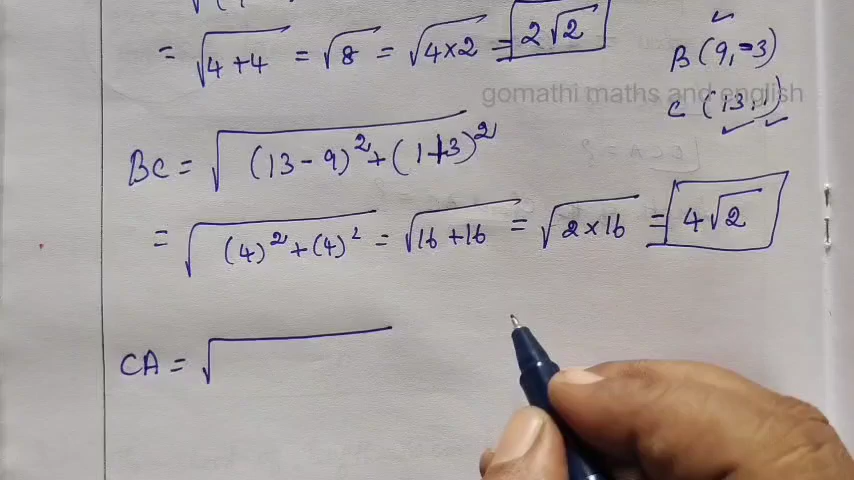 = √4+4 = √8 = √4×2 = 2√2
B (9, -3)
gomathi maths and english
C (13, 1)
BC = √(13-9)²+(1+3)²
= √(4)²+(4)² = √16+16 = √2×16 = 4√2
CA = √